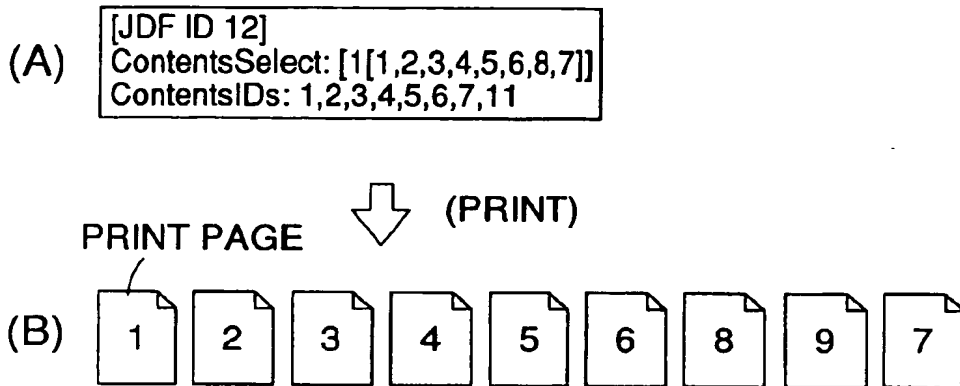 (A)
[JDF ID 12]
ContentsSelect: [1[1,2,3,4,5,6,8,7]]
ContentsIDs: 1,2,3,4,5,6,7,11
(PRINT)
PRINT PAGE
(B) 1 2 3 4 5 6 8 9 7